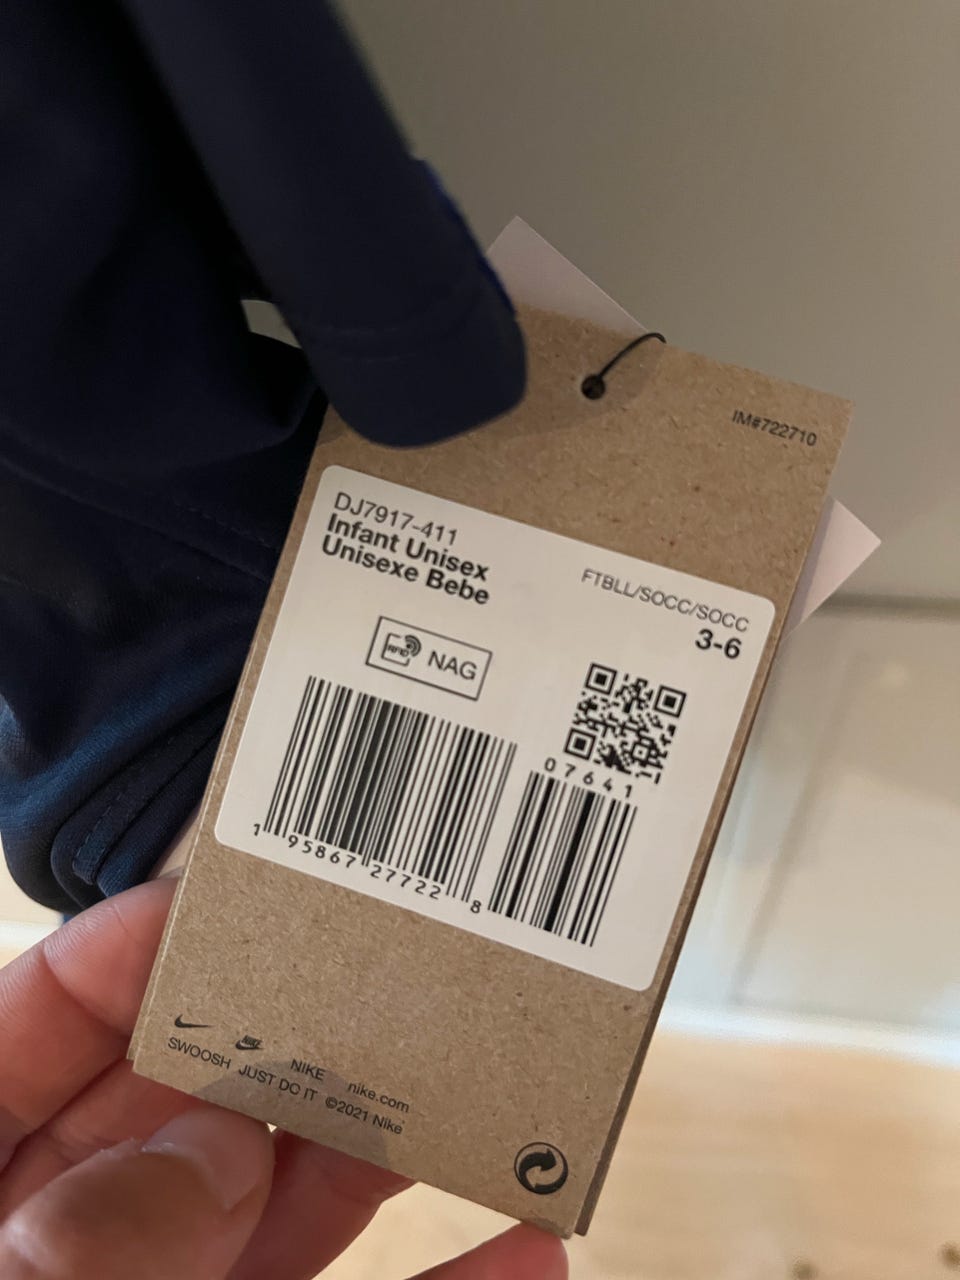 IM#722710
DJ7917-411
Infant Unisex
Unisexe Bebe
FTBLL/SOCC/SOCC
3-6
RFID NAG
07641
1 95867 27722 8
NIKE
NIKE nike.com
SWOOSH JUST DO IT ©2021 Nike